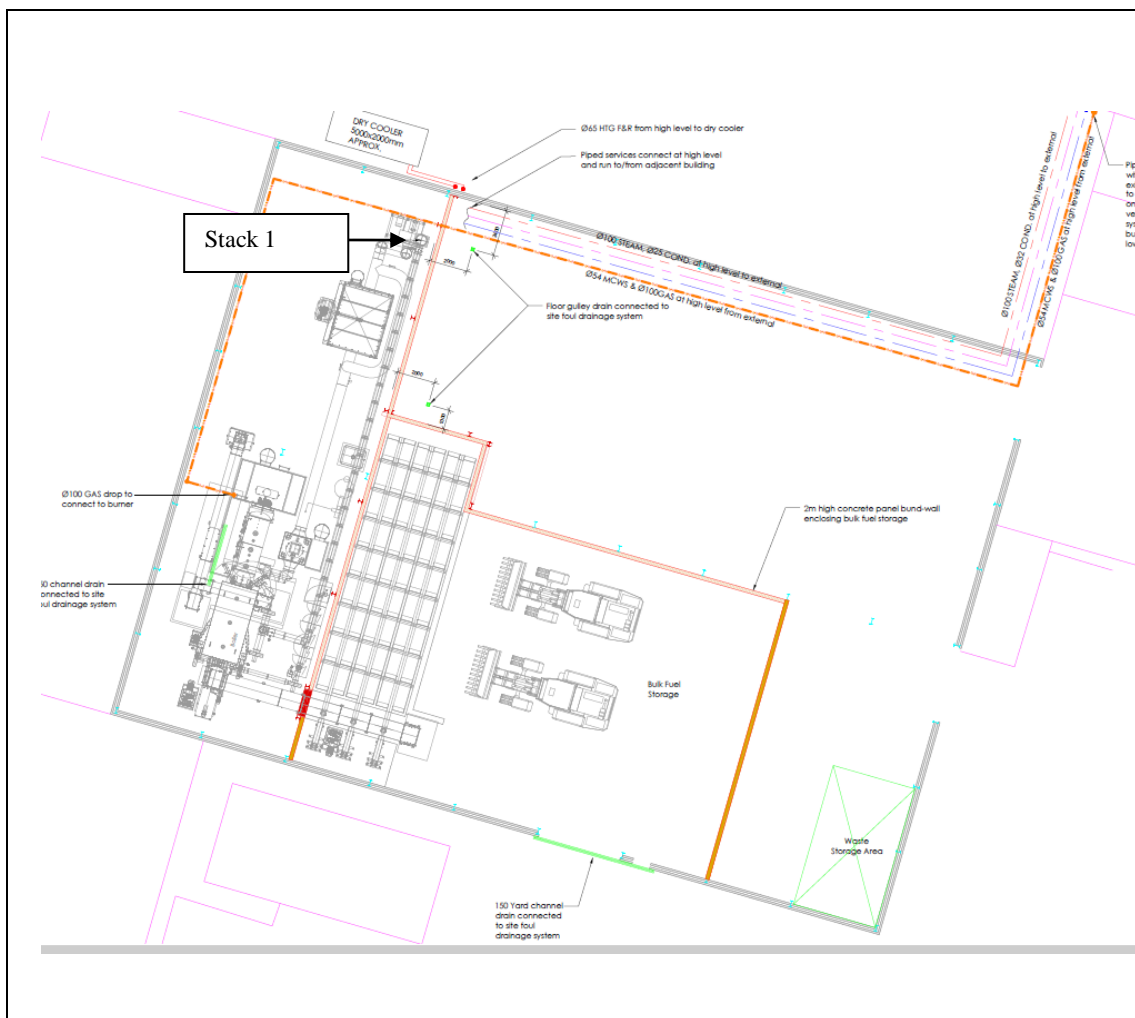 DRY COOLER
5000x2000mm
APPROX.
Ø65 HTG F&R from high level to dry cooler
Piped services connect at high level
and run to/from adjacent building
Stack 1
Ø100 STEAM, Ø25 COND. at high level to external
Ø54 MCWS & Ø100GAS at high level from external
Ø100 STEAM, Ø32 COND. at high level to external
Ø54 MCWS & Ø100 GAS at high level from external
Floor gulley drain connected to
site foul drainage system
2000
2000
Ø100 GAS drop to
connect to burner
2m high concrete panel bund-wall
enclosing bulk fuel storage
channel drain
connected to site
foul drainage system
Bulk Fuel
Storage
Waste
Storage Area
150 Yard channel
drain connected
to site foul
drainage system